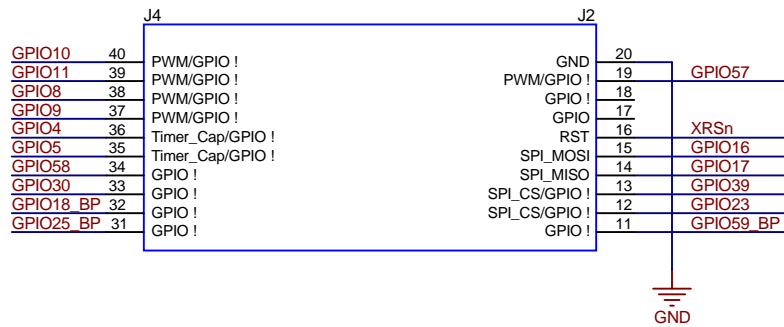 J4 J2
GPIO10 40 PWM/GPIO ! GND 20
GPIO11 39 PWM/GPIO ! PWM/GPIO ! 19 GPIO57
GPIO8 38 PWM/GPIO ! GPIO ! 18
GPIO9 37 PWM/GPIO ! GPIO 17
GPIO4 36 Timer_Cap/GPIO ! RST 16 XRSn
GPIO5 35 Timer_Cap/GPIO ! SPI_MOSI 15 GPIO16
GPIO58 34 GPIO ! SPI_MISO 14 GPIO17
GPIO30 33 GPIO ! SPI_CS/GPIO ! 13 GPIO39
GPIO18_BP 32 GPIO ! SPI_CS/GPIO ! 12 GPIO23
GPIO25_BP 31 GPIO ! GPIO ! 11 GPIO59_BP
GND